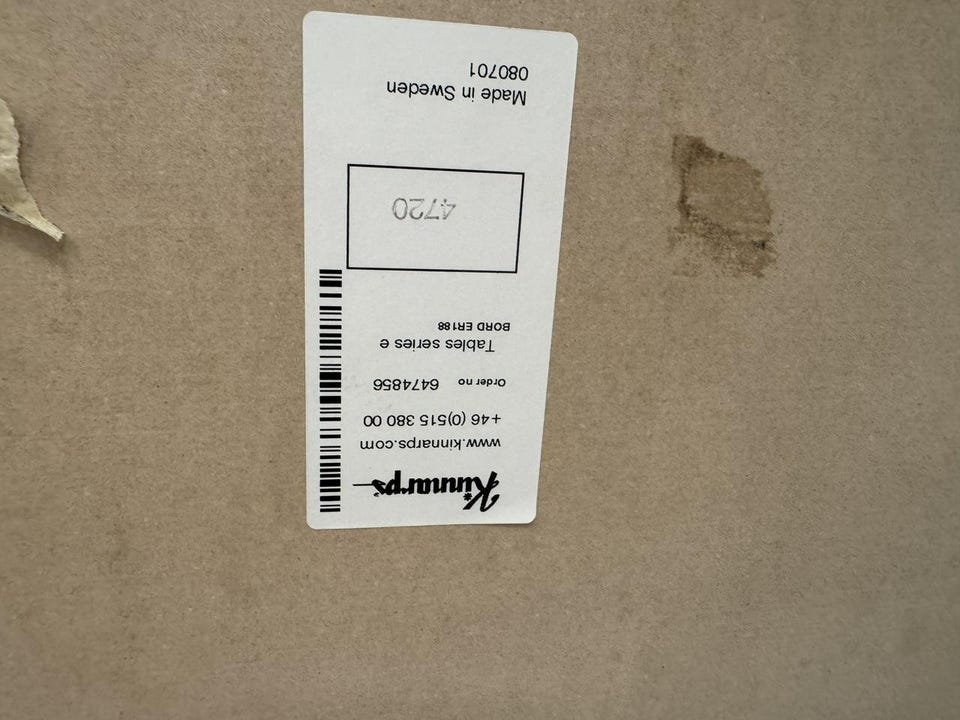 Kinnarps
www.kinnarps.com
+46 (0)515 380 00
Order no 6474856
Tables series e
BORD ER188
4720
Made in Sweden
080701